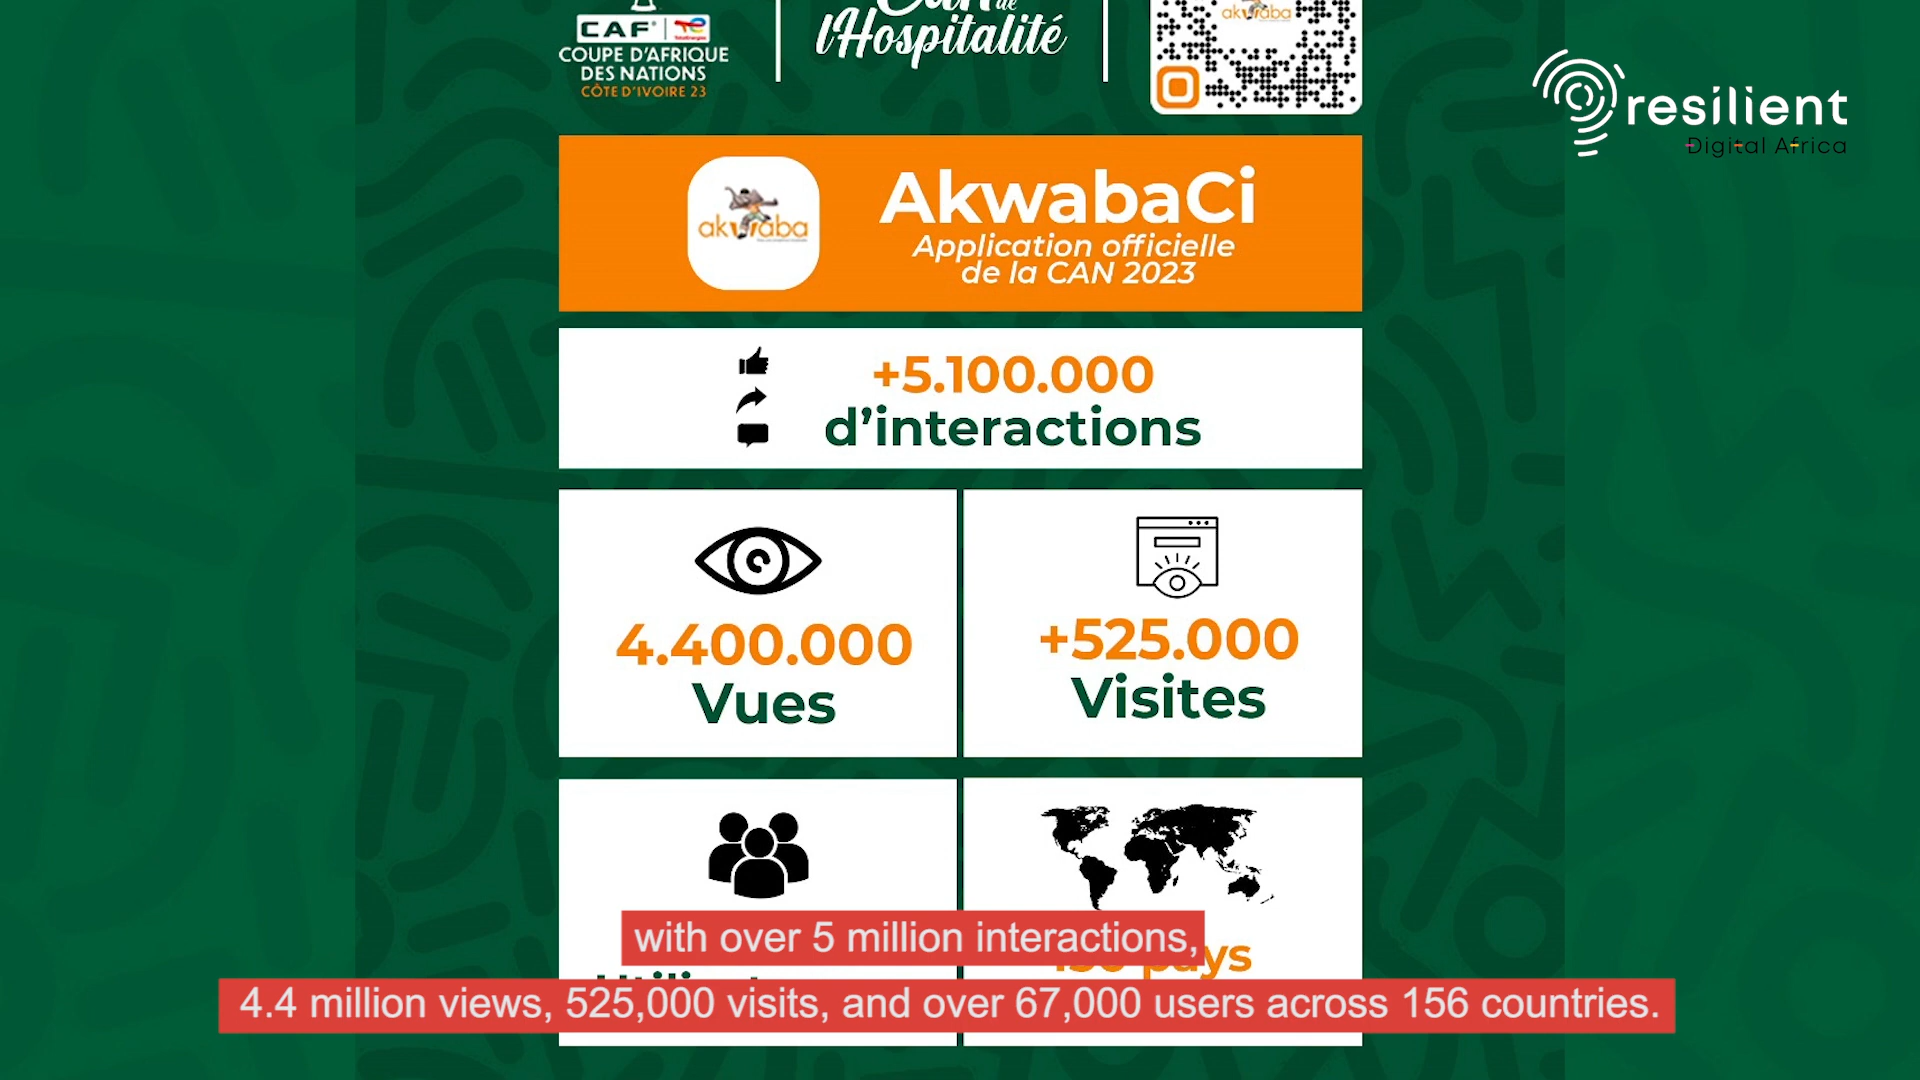 CAF
COUPE D'AFRIQUE
DES NATIONS
CÔTE D'IVOIRE 23
de
l'Hospitalité
akwaba
resilient
Digital Africa
akwaba
AkwabaCi
Application officielle
de la CAN 2023
+5.100.000
d'interactions
4.400.000
Vues
+525.000
Visites
pays
with over 5 million interactions,
4.4 million views, 525,000 visits, and over 67,000 users across 156 countries.